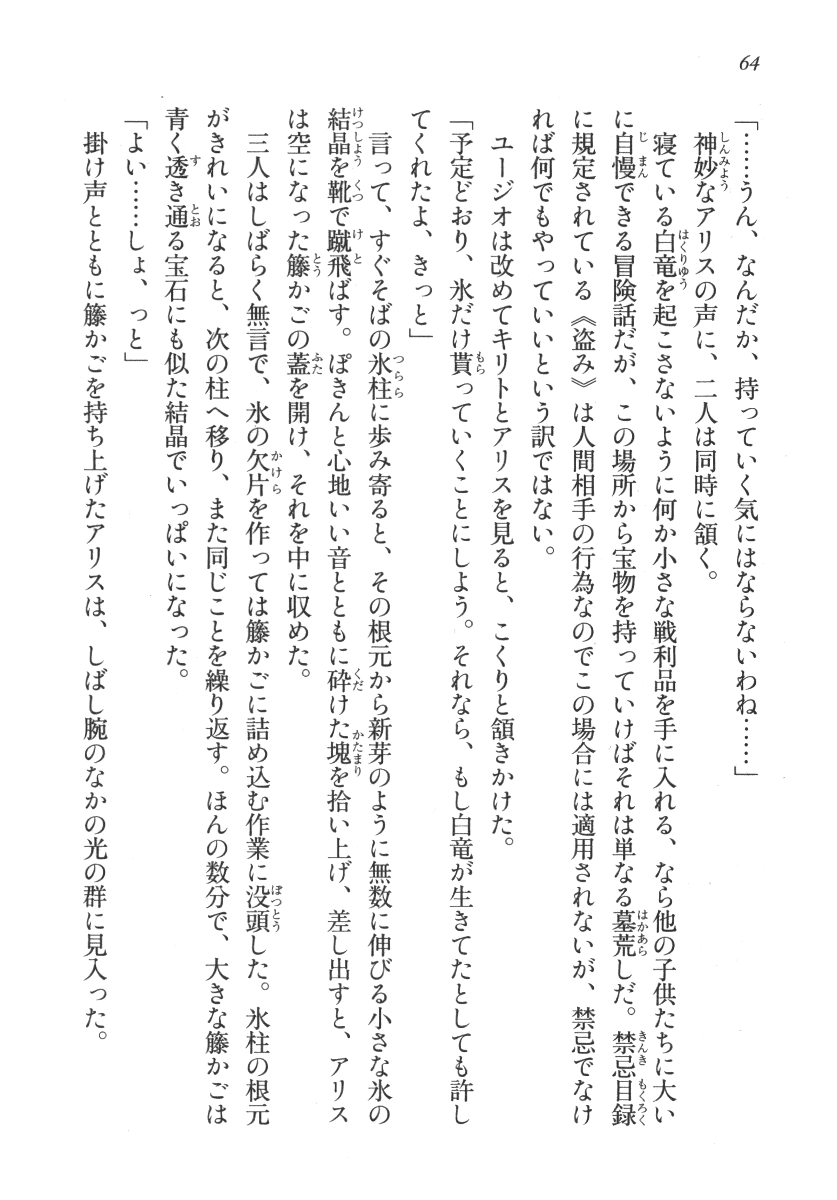 64
「……うん、なんだか、持っていく気にはならないわね……」
神妙なアリスの声に、二人は同時に頷く。
寝ている白竜を起こさないように何か小さな戦利品を手に入れる、なら他の子供たちに大い
に自慢できる冒険話だが、この場所から宝物を持っていけばそれは単なる墓荒しだ。禁忌目録
に規定されている《盗み》は人間相手の行為なのでこの場合には適用されないが、禁忌でなけ
れば何でもやっていいという訳ではない。
ユージオは改めてキリトとアリスを見ると、こくりと頷きかけた。
「予定どおり、氷だけ貰っていくことにしよう。それなら、もし白竜が生きてたとしても許し
てくれたよ、きっと」
言って、すぐそばの氷柱に歩み寄ると、その根元から新芽のように無数に伸びる小さな氷の
結晶を靴で蹴飛ばす。ぽきんと心地いい音とともに砕けた塊を拾い上げ、差し出すと、アリス
は空になった籐かごの蓋を開け、それを中に収めた。
三人はしばらく無言で、氷の欠片を作っては籐かごに詰め込む作業に没頭した。氷柱の根元
がきれいになると、次の柱へ移り、また同じことを繰り返す。ほんの数分で、大きな籐かごは
青く透き通る宝石にも似た結晶でいっぱいになった。
「よい……しょ、っと」
掛け声とともに籐かごを持ち上げたアリスは、しばし腕のなかの光の群に見入った。